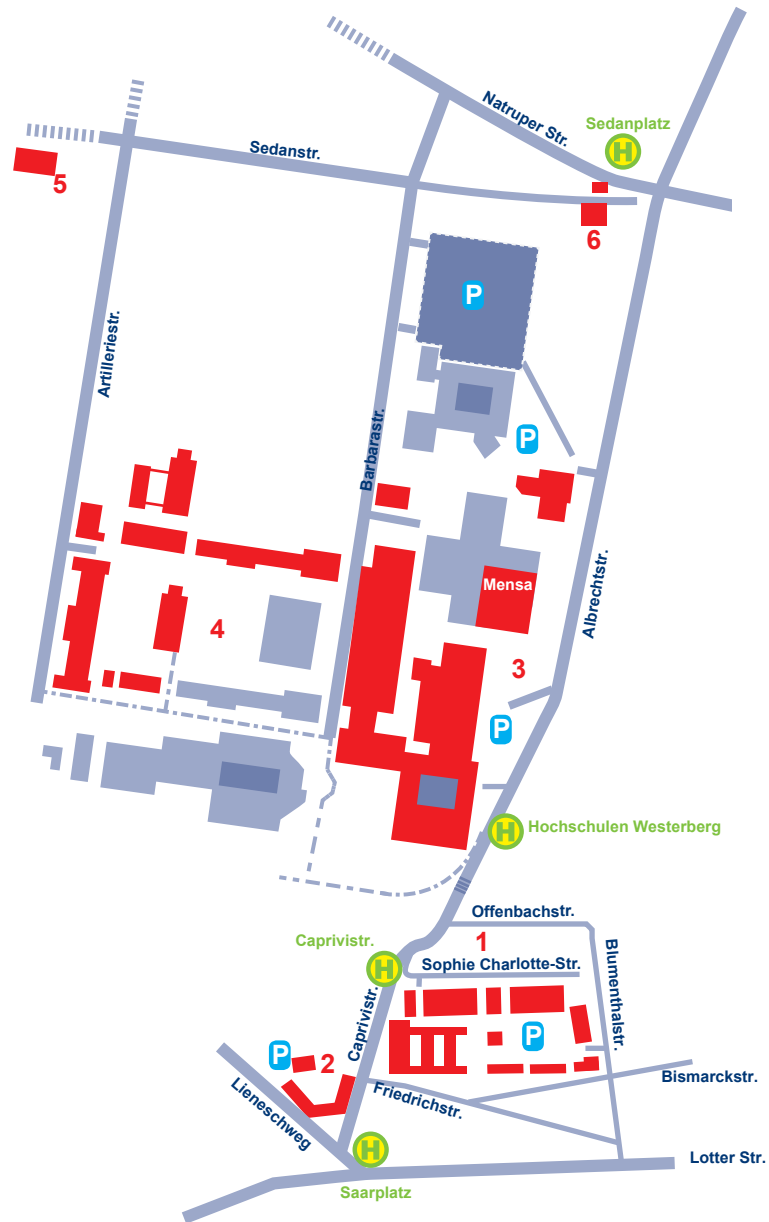 Natruper Str.
Sedanplatz
H
Sedanstr.
5
6
P
Artilleriestr.
Barbarastr.
P
Mensa
Albrechtstr.
4
3
P
H
Hochschulen Westerberg
Offenbachstr.
Caprivistr.
H
1
Sophie Charlotte-Str.
Blumenthalstr.
Caprivistr.
P
P
2
Friedrichstr.
Bismarckstr.
Lieneschweg
H
Lotter Str.
Saarplatz